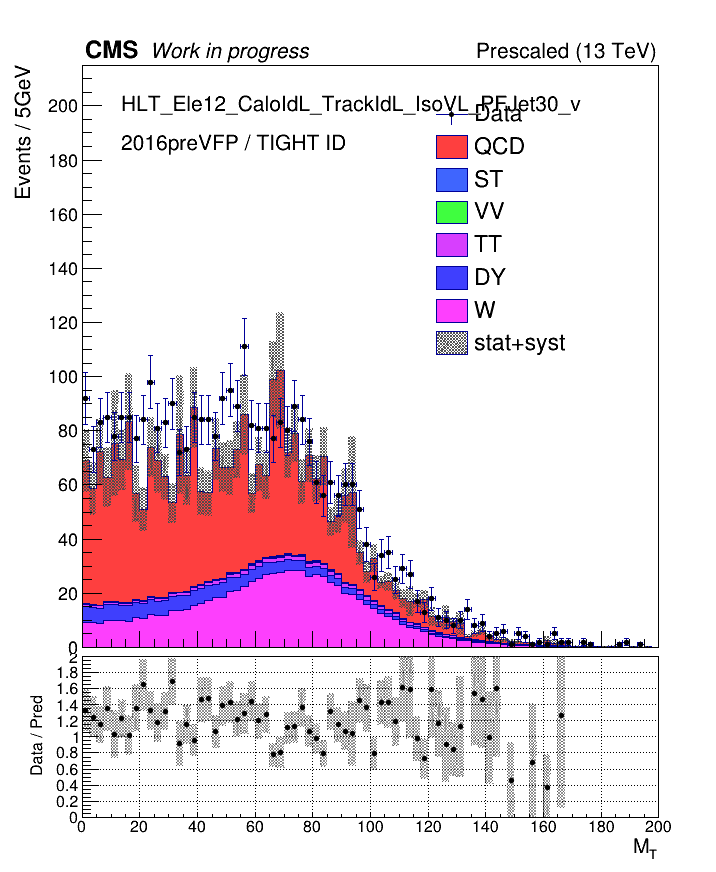 CMS Work in progress Prescaled (13 TeV)
Events / 5GeV
HLT_Ele12_CaloIdL_TrackIdL_IsoVL_PFJet30_v
2016preVFP / TIGHT ID
Data
QCD
ST
VV
TT
DY
W
stat+syst
200
180
160
140
120
100
80
60
40
20
0
Data / Pred
2
1.8
1.6
1.4
1.2
1
0.8
0.6
0.4
0.2
0
0 20 40 60 80 100 120 140 160 180 200
M_T